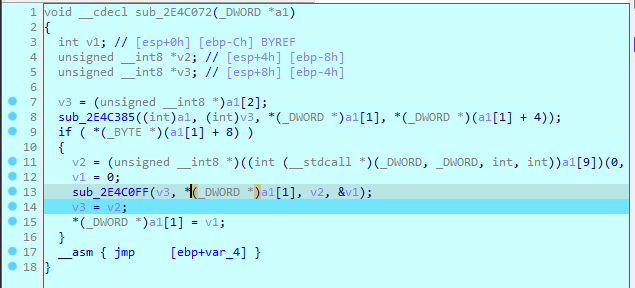 1 void __cdecl sub_2E4C072(_DWORD *a1)
2 {
3 int v1; // [esp+0h] [ebp-Ch] BYREF
4 unsigned __int8 *v2; // [esp+4h] [ebp-8h]
5 unsigned __int8 *v3; // [esp+8h] [ebp-4h]
6
7 v3 = (unsigned __int8 *)a1[2];
8 sub_2E4C385((int)a1, (int)v3, *(_DWORD *)a1[1], *(_DWORD *)(a1[1] + 4));
9 if ( *(_BYTE *)(a1[1] + 8) )
10 {
11 v2 = (unsigned __int8 *)((int (__stdcall *)(_DWORD, _DWORD, int, int))a1[9])(0,
12 v1 = 0;
13 sub_2E4C0FF(v3, *(_DWORD *)a1[1], v2, &v1);
14 v3 = v2;
15 *(_DWORD *)a1[1] = v1;
16 }
17 __asm { jmp [ebp+var_4] }
18 }